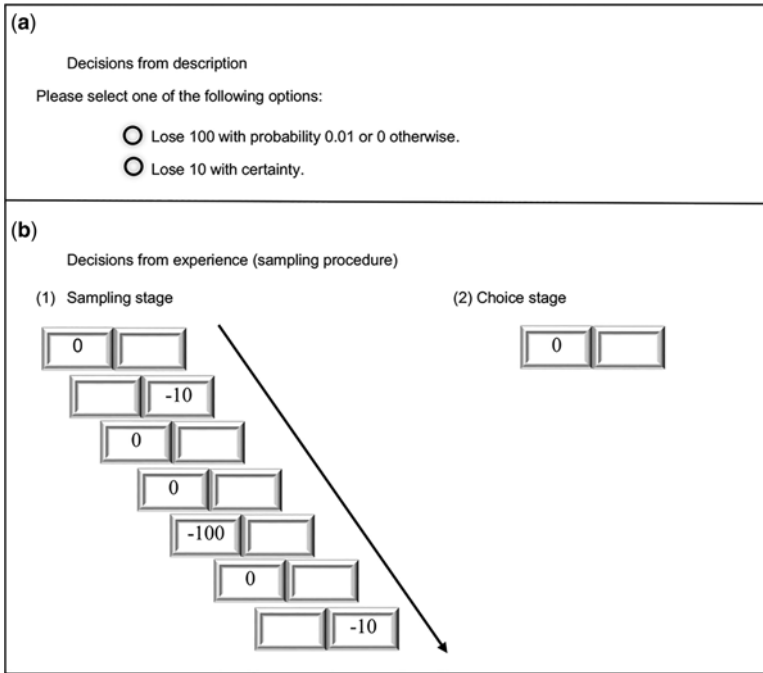 (a)
Decisions from description
Please select one of the following options:
Lose 100 with probability 0.01 or 0 otherwise.
Lose 10 with certainty.
(b)
Decisions from experience (sampling procedure)
(1) Sampling stage
0
-10
0
0
-100
0
-10
(2) Choice stage
0